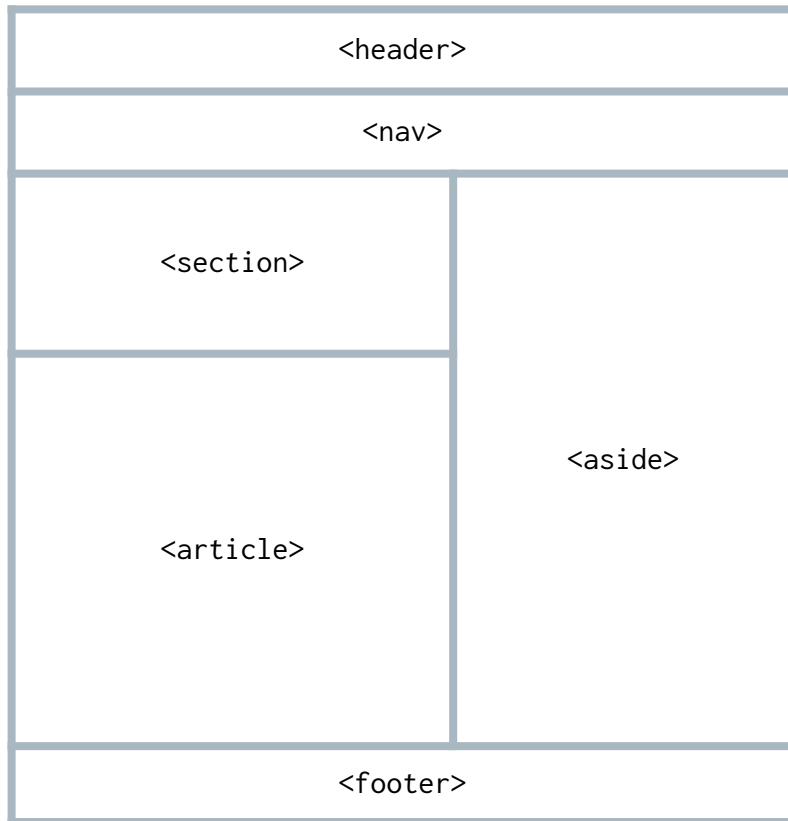 <header>
<nav>
<section>
<article>
<aside>
<footer>